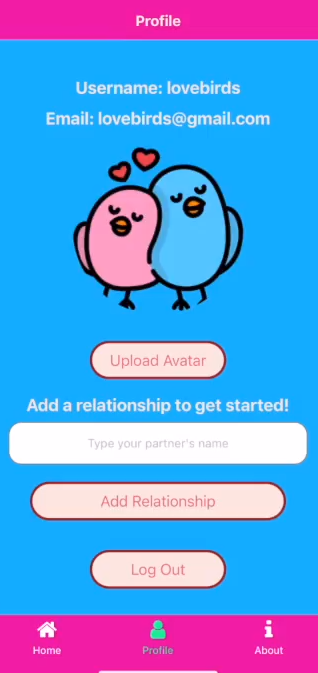 Profile
Username: lovebirds
Email: lovebirds@gmail.com
Upload Avatar
Add a relationship to get started!
Type your partner's name
Add Relationship
Log Out
Home
Profile
About